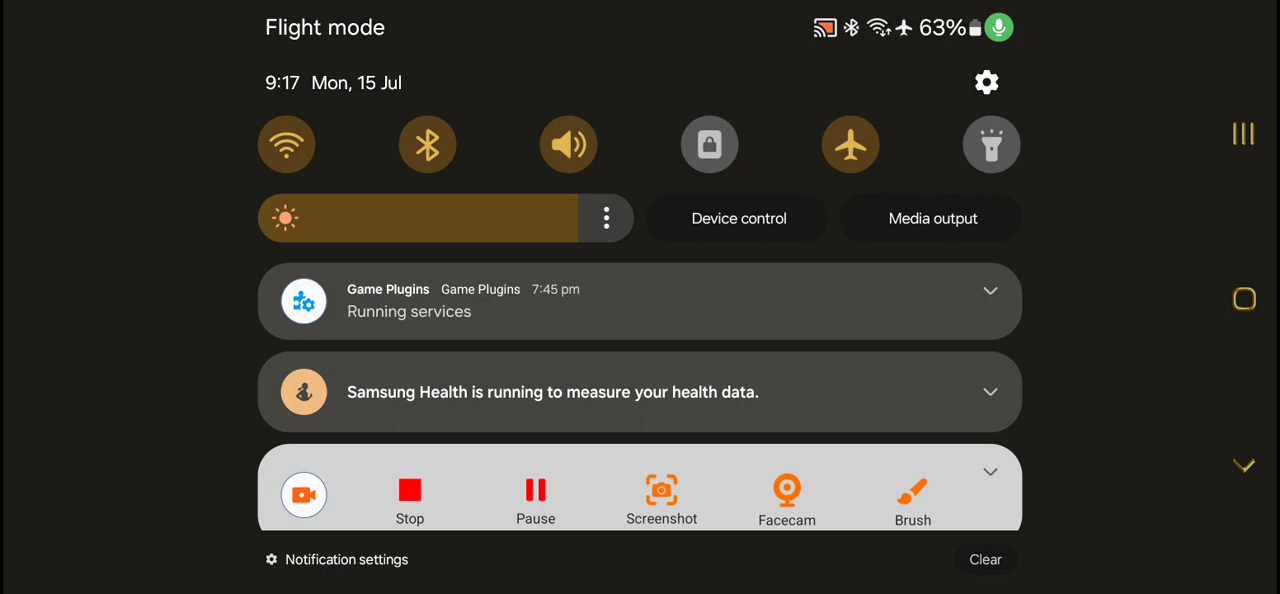 Flight mode 63%
9:17 Mon, 15 Jul
Device control Media output
Game Plugins Game Plugins 7:45 pm
Running services
Samsung Health is running to measure your health data.
Stop Pause Screenshot Facecam Brush
Notification settings Clear